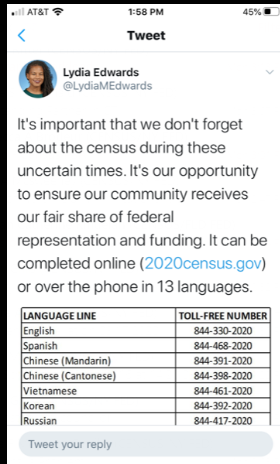 AT&T 1:58 PM 45%
Tweet
Lydia Edwards
@LydiaMEdwards
It's important that we don't forget
about the census during these
uncertain times. It's our opportunity
to ensure our community receives
our fair share of federal
representation and funding. It can be
completed online (2020census.gov)
or over the phone in 13 languages.
LANGUAGE LINE TOLL-FREE NUMBER
English 844-330-2020
Spanish 844-468-2020
Chinese (Mandarin) 844-391-2020
Chinese (Cantonese) 844-398-2020
Vietnamese 844-461-2020
Korean 844-392-2020
Russian 844-417-2020
Tweet your reply